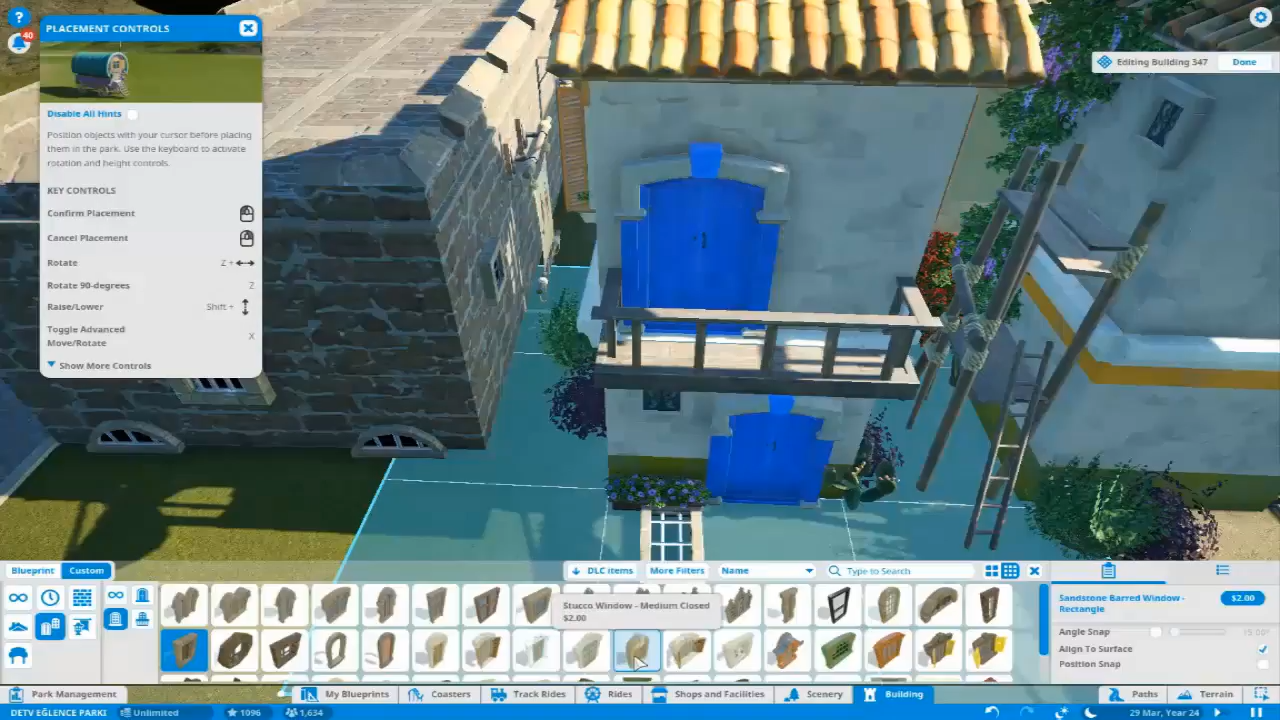 ?
40
PLACEMENT CONTROLS
Disable All Hints
Position objects with your cursor before placing
them in the park. Use the keyboard to activate
rotation and height controls.
KEY CONTROLS
Confirm Placement
Cancel Placement
Rotate Z +
Rotate 90-degrees Z
Raise/Lower Shift +
Toggle Advanced
Move/Rotate X
Show More Controls
Editing Building 347 Done
Blueprint Custom
DLC items More Filters Name Type to Search
Stucco Window - Medium Closed
$2.00
Sandstone Barred Window -
Rectangle
$2.00
Angle Snap 15.00°
Align To Surface
Position Snap
Park Management My Blueprints Coasters Track Rides Rides Shops and Facilities Scenery Building Paths Terrain
DETV EĞLENCE PARKI Unlimited 1096 1,634 29 Mar, Year 24